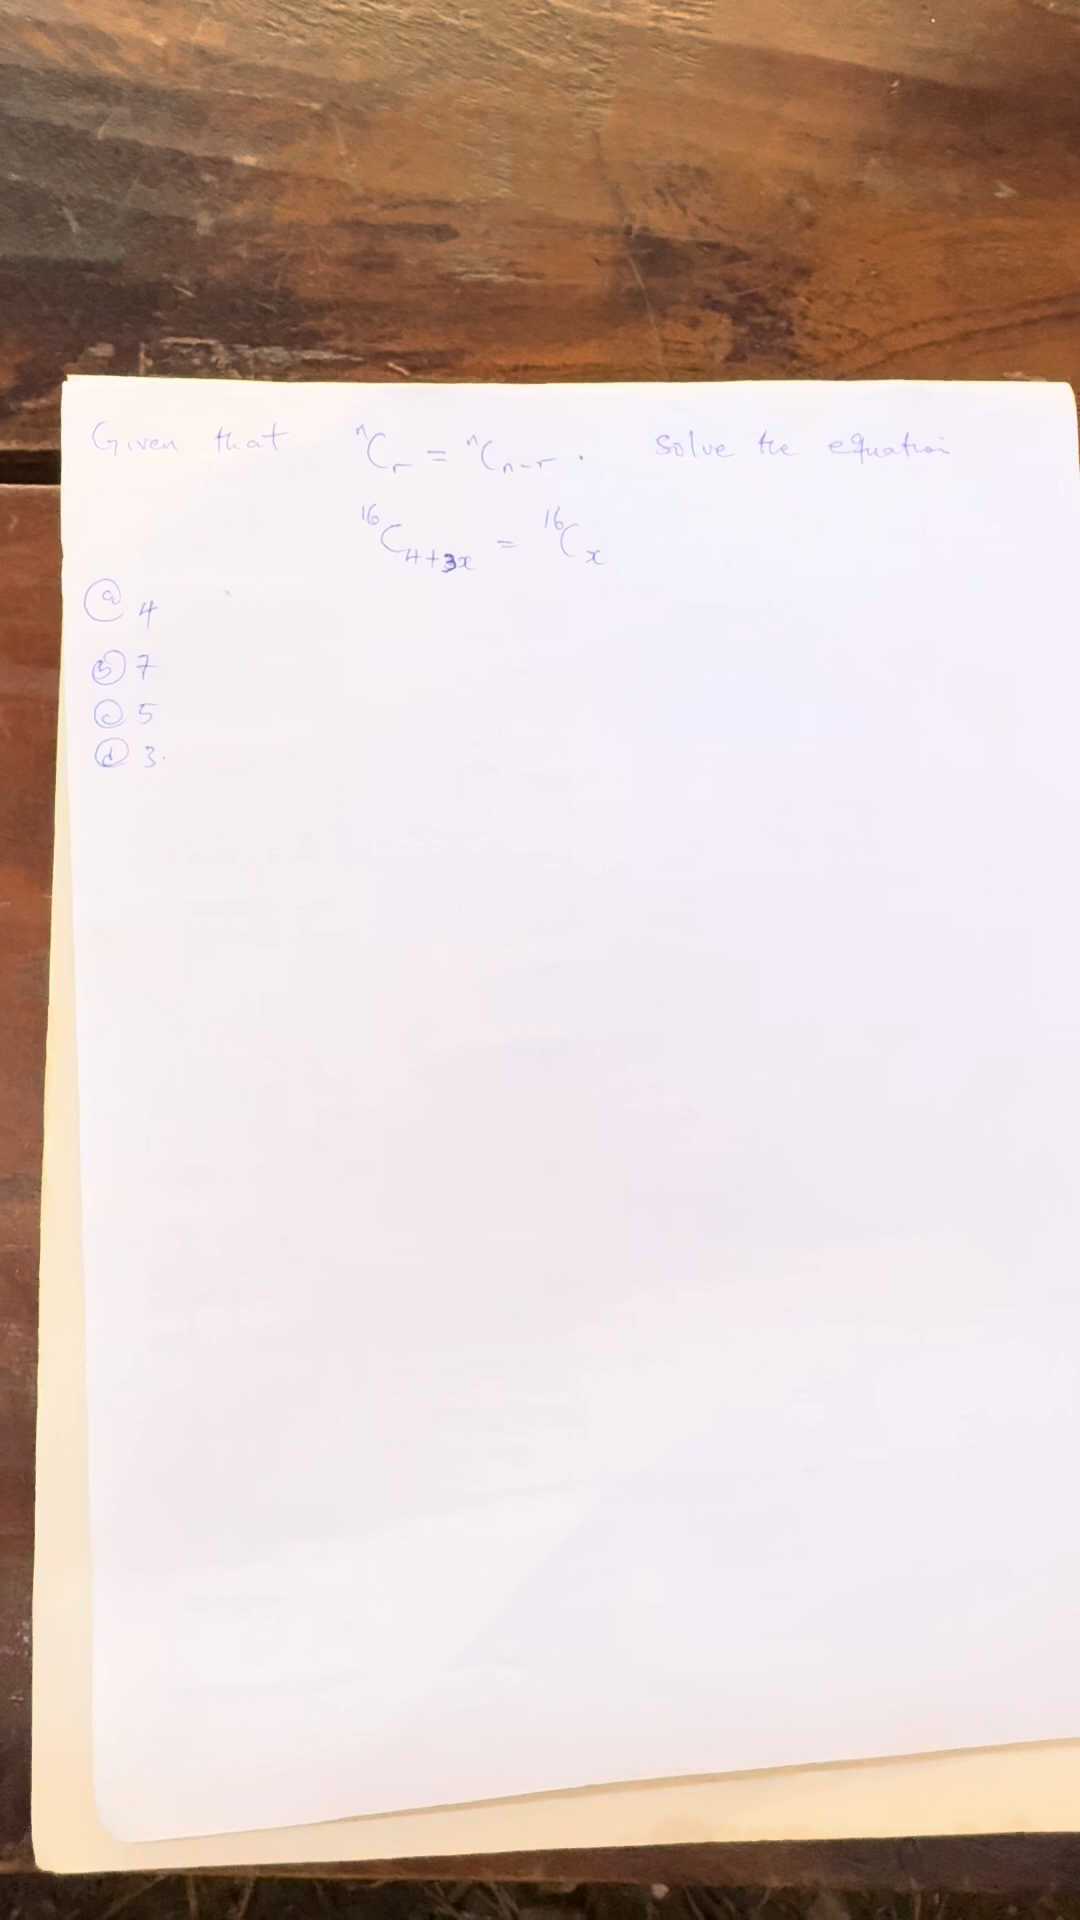 Given that ⁿCᵣ = ⁿCₙ₋ᵣ. Solve the equation
¹⁶C₄₊₃ₓ = ¹⁶Cₓ
ⓐ 4
ⓑ 7
ⓒ 5
ⓓ 3.